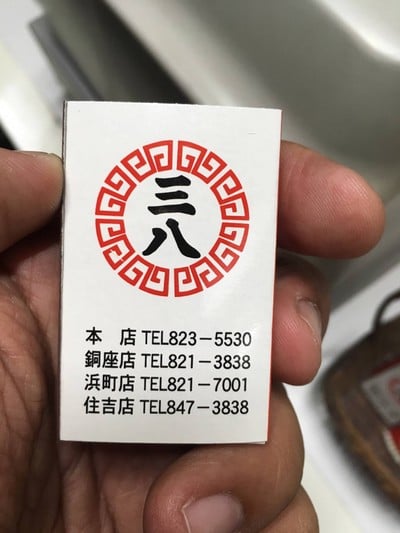 三
八
本　店 TEL823－5530
銅座店 TEL821－3838
浜町店 TEL821－7001
住吉店 TEL847－3838